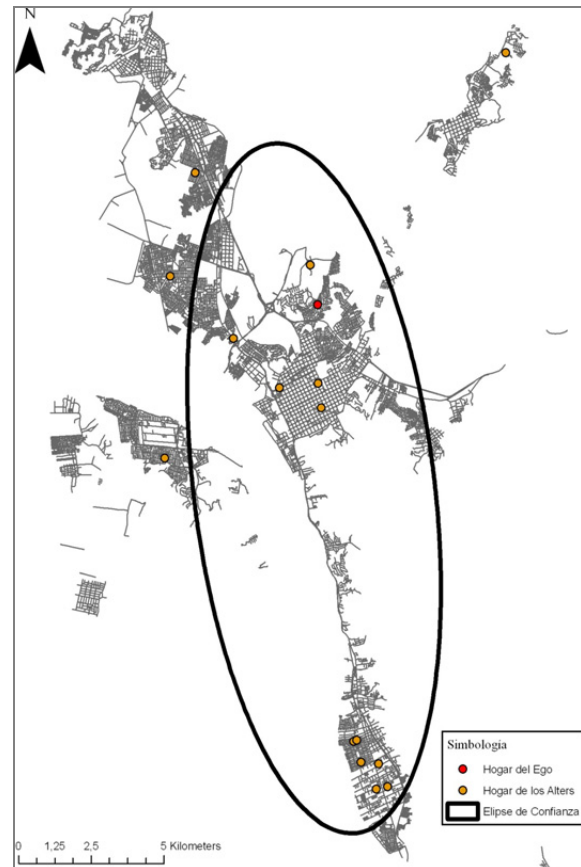 N
Simbología
Hogar del Ego
Hogar de los Alters
Elipse de Confianza
0 1,25 2,5 5 Kilometers